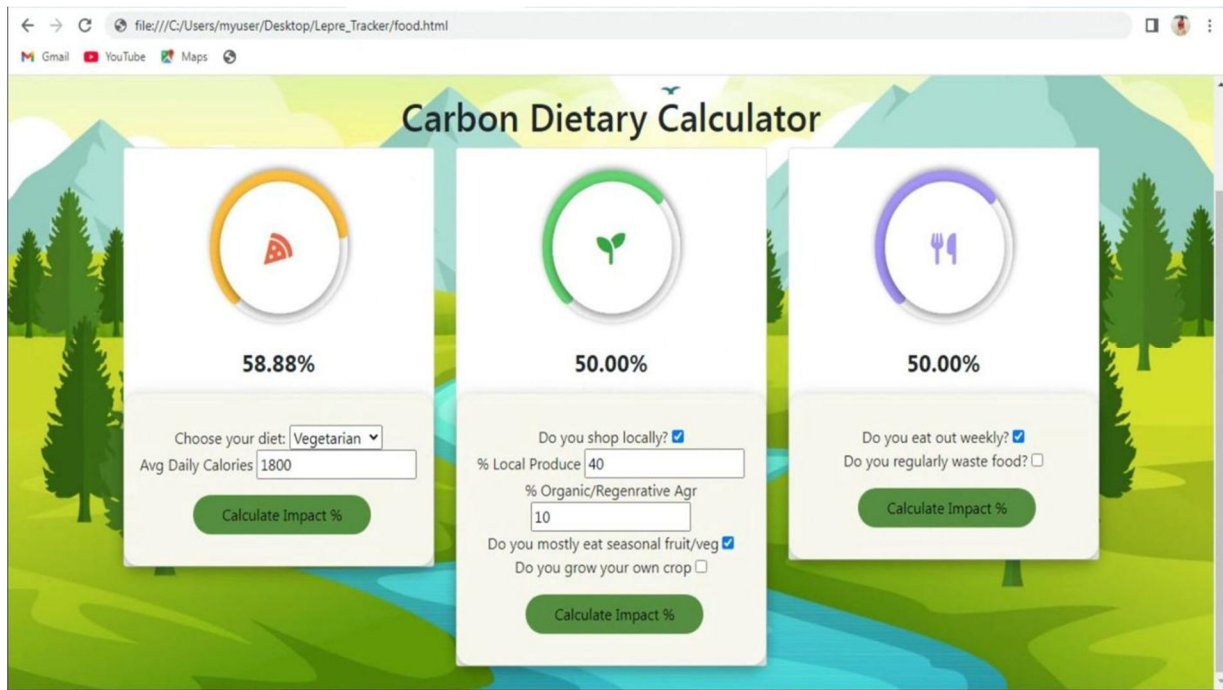 file:///C:/Users/myuser/Desktop/Lepre_Tracker/food.html
Gmail YouTube Maps
Carbon Dietary Calculator
58.88%
Choose your diet: Vegetarian
Avg Daily Calories 1800
Calculate Impact %
50.00%
Do you shop locally?
% Local Produce 40
% Organic/Regenrative Agr
10
Do you mostly eat seasonal fruit/veg
Do you grow your own crop
Calculate Impact %
50.00%
Do you eat out weekly?
Do you regularly waste food?
Calculate Impact %